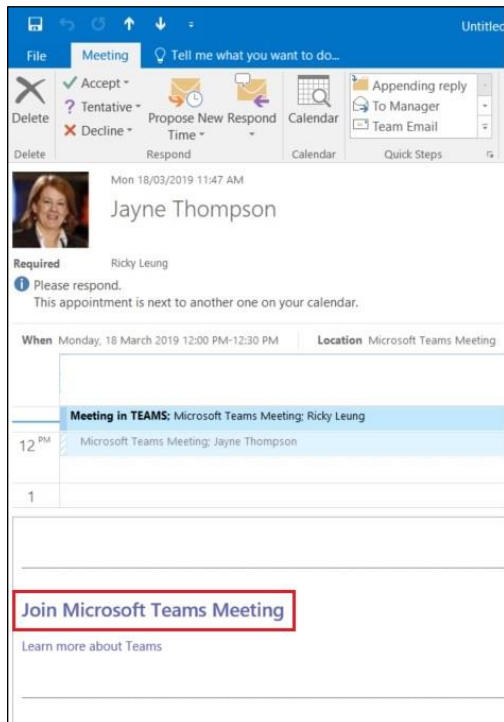 Untitled
File Meeting Tell me what you want to do...
Delete
Accept
Tentative
Decline
Propose New Time
Respond
Calendar
Appending reply
To Manager
Team Email
Delete Respond Calendar Quick Steps
Mon 18/03/2019 11:47 AM
Jayne Thompson
Required Ricky Leung
Please respond.
This appointment is next to another one on your calendar.
When Monday, 18 March 2019 12:00 PM-12:30 PM Location Microsoft Teams Meeting
Meeting in TEAMS; Microsoft Teams Meeting; Ricky Leung
12 PM Microsoft Teams Meeting; Jayne Thompson
1
Join Microsoft Teams Meeting
Learn more about Teams